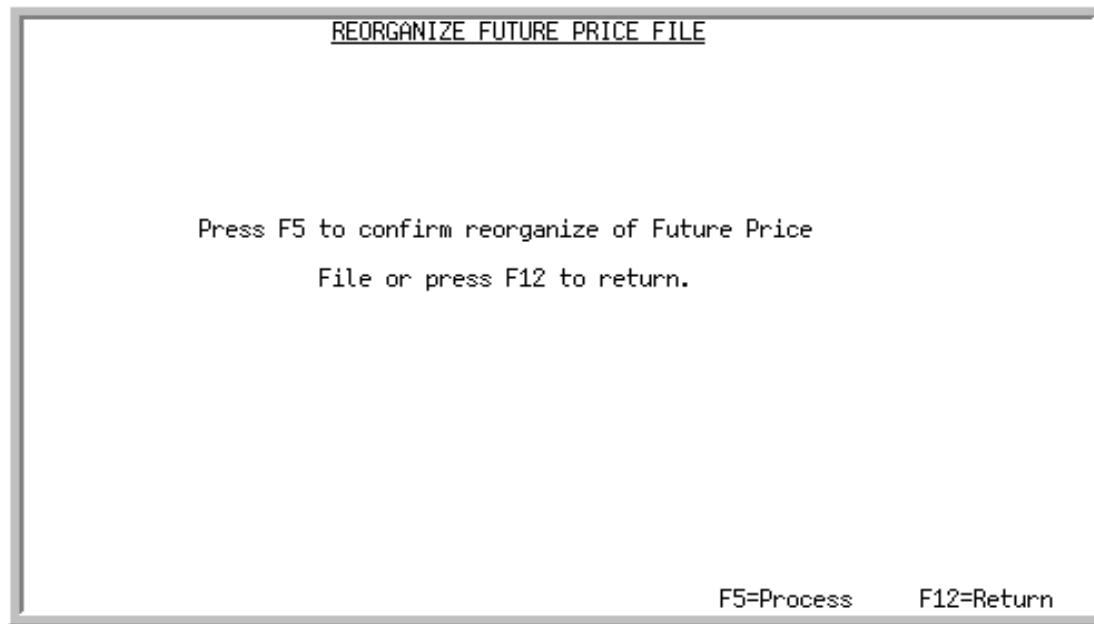 REORGANIZE FUTURE PRICE FILE
Press F5 to confirm reorganize of Future Price
File or press F12 to return.
F5=Process F12=Return